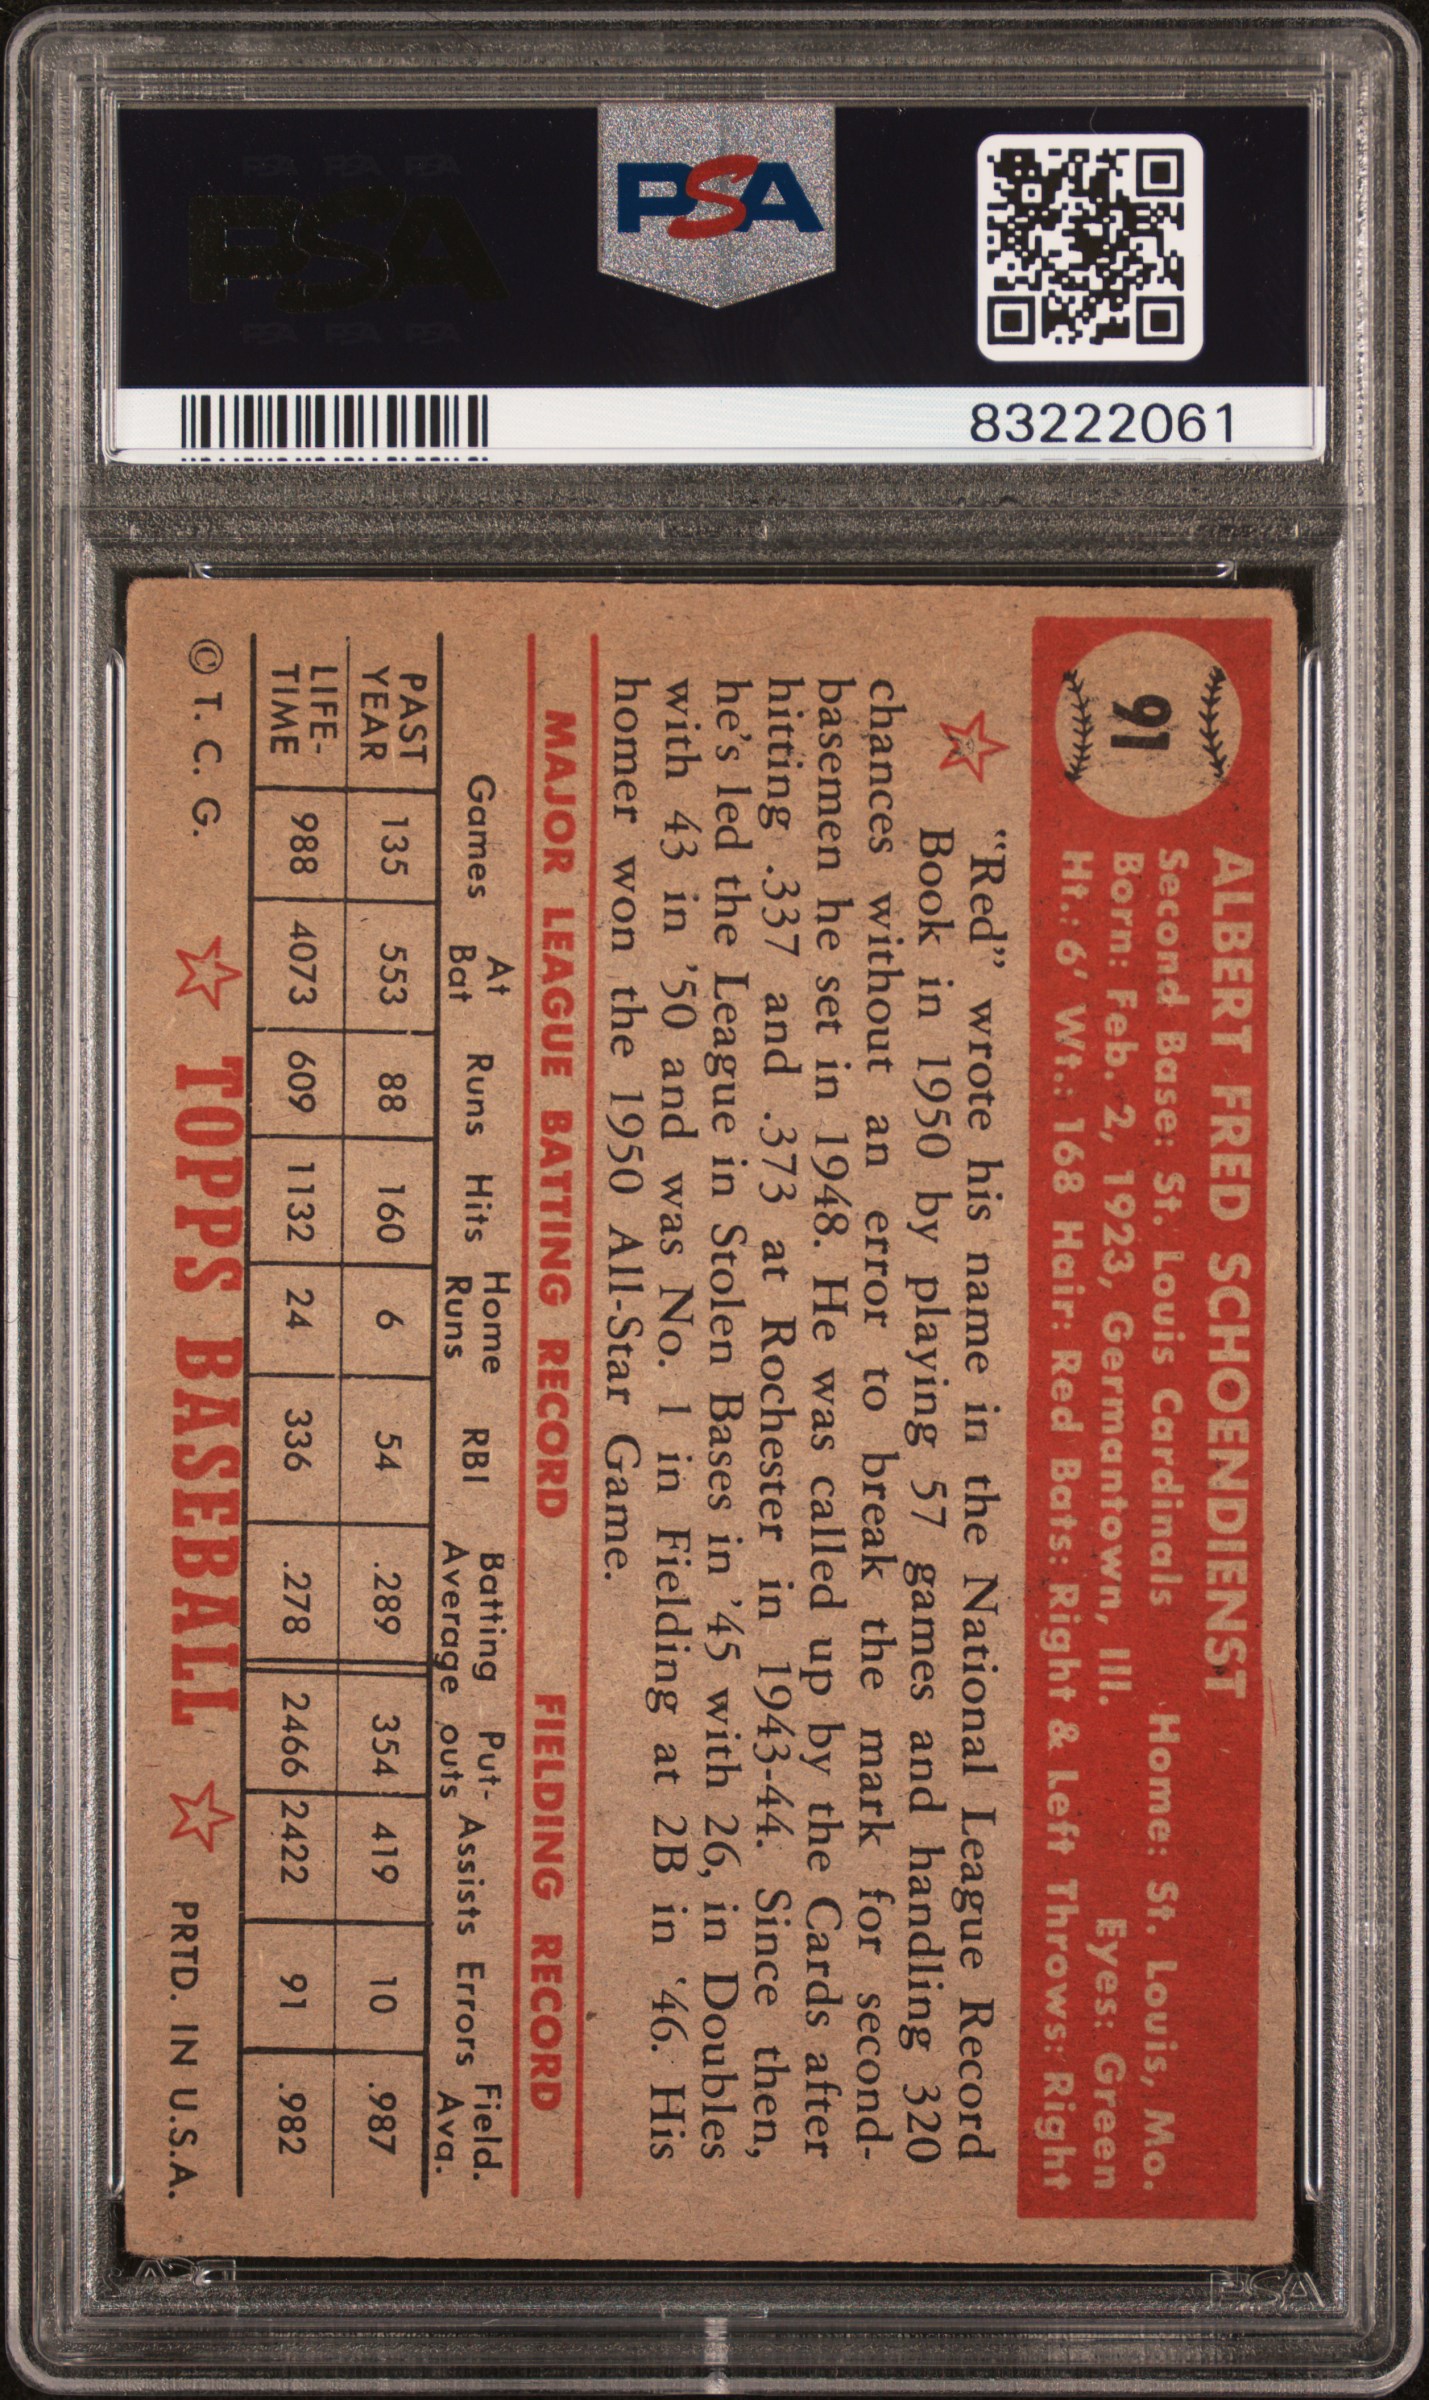 PSA PSA PSA
PSA
PSA PSA PSA
PSA
83222061
91
ALBERT FRED SCHOENDIENST
Second Base: St. Louis Cardinals Home: St. Louis, Mo.
Born: Feb. 2, 1923, Germantown, Ill. Eyes: Green
Ht.: 6' Wt.: 168 Hair: Red Bats: Right & Left Throws: Right
"Red" wrote his name in the National League Record
Book in 1950 by playing 57 games and handling 320
chances without an error to break the mark for second-
basemen he set in 1948. He was called up by the Cards after
hitting .337 and .373 at Rochester in 1943-44. Since then,
he's led the League in Stolen Bases in '45 with 26, in Doubles
with 43 in '50 and was No. 1 in Fielding at 2B in '46. His
homer won the 1950 All-Star Game.
MAJOR LEAGUE BATTING RECORD FIELDING RECORD
Games At Bat Runs Hits Home Runs RBI Batting Average Put-outs Assists Errors Field. Avg.
PAST YEAR 135 553 88 160 6 54 .289 354 419 10 .987
LIFE-TIME 988 4073 609 1132 24 336 .278 2466 2422 91 .982
© T. C. G. TOPPS BASEBALL PRTD. IN U.S.A.
PSA
PSA